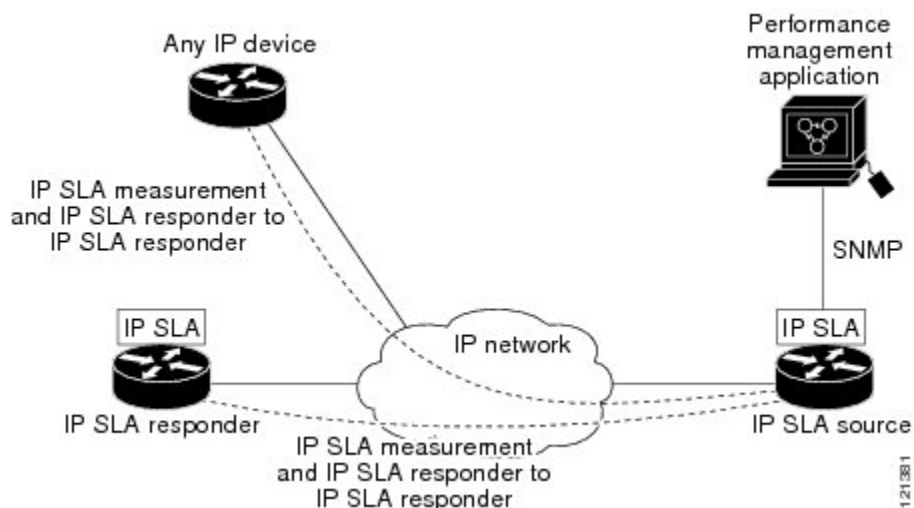 Any IP device
Performance
management
application
IP SLA measurement
and IP SLA responder to
IP SLA responder
SNMP
IP SLA
IP SLA
IP network
IP SLA responder
IP SLA source
IP SLA measurement
and IP SLA responder to
IP SLA responder
121381